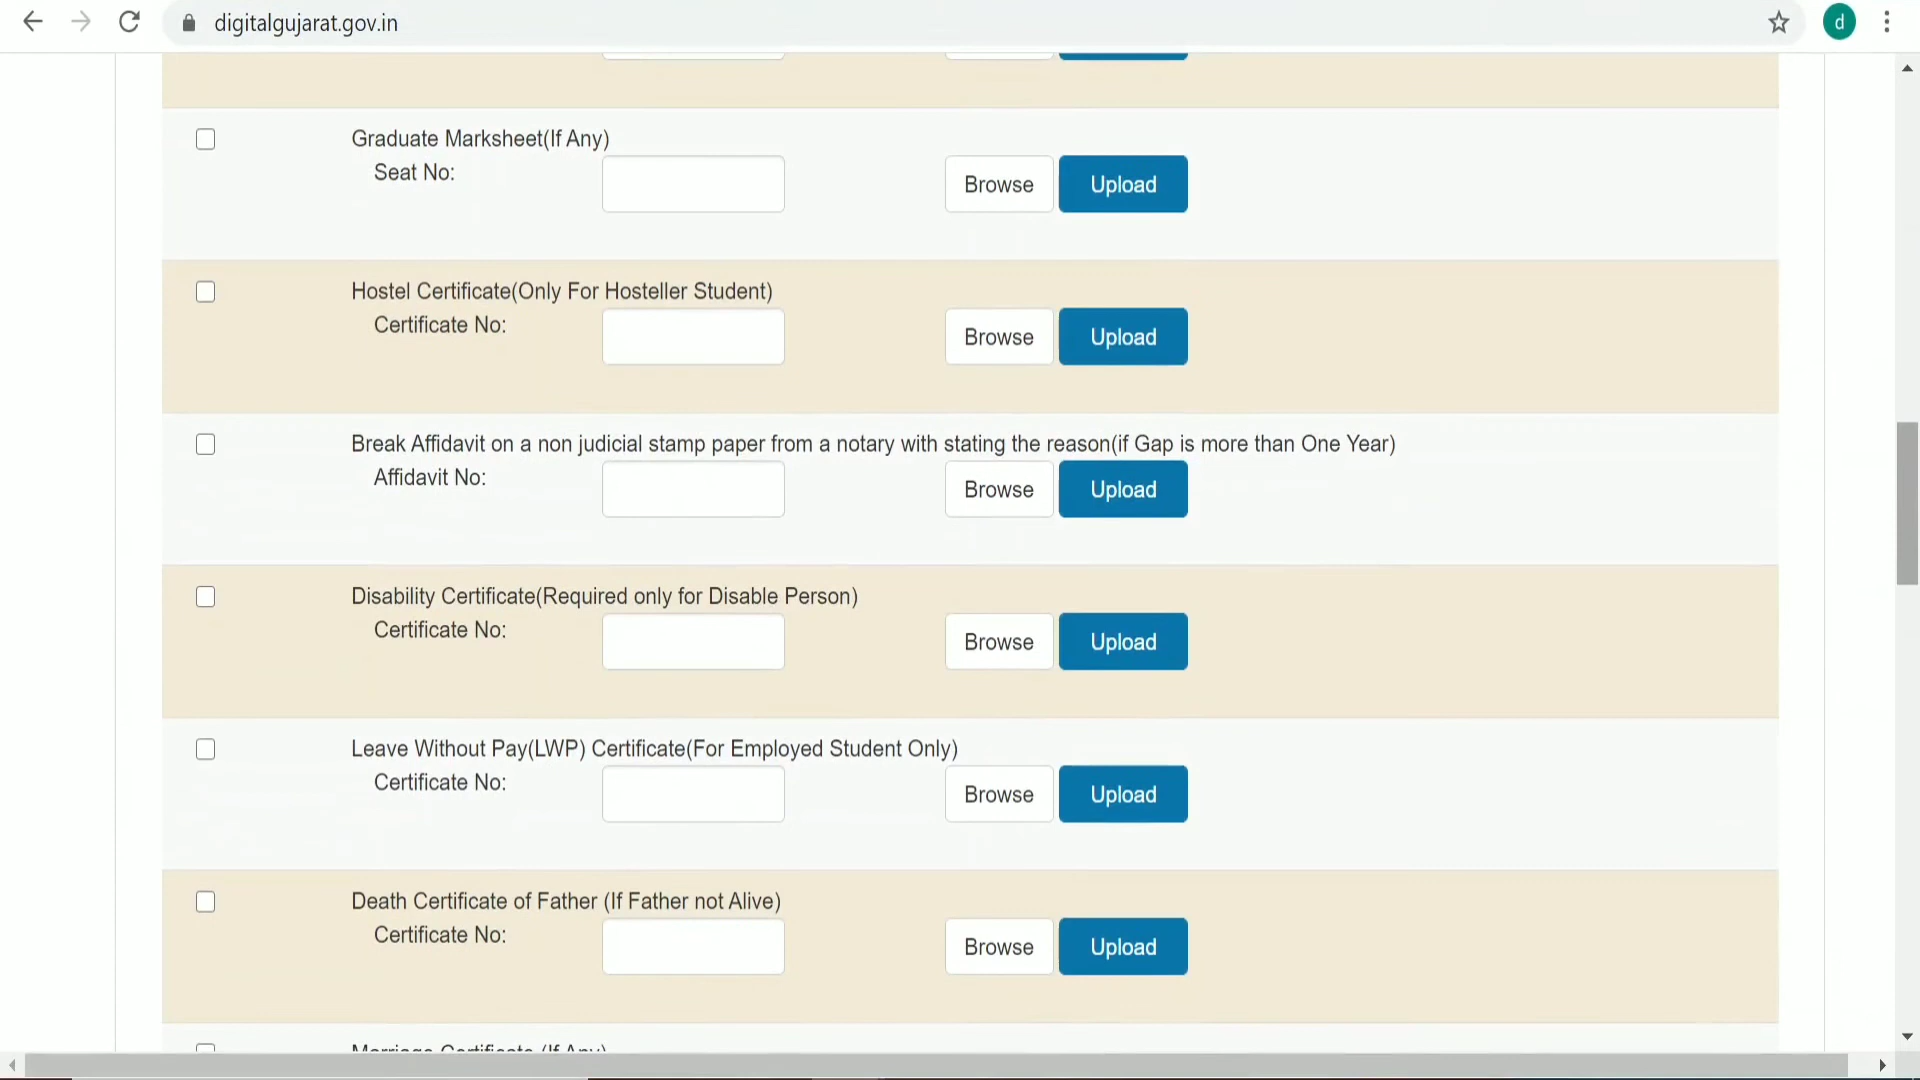 digitalgujarat.gov.in
d
Graduate Marksheet(If Any)
Seat No:
Browse Upload
Hostel Certificate(Only For Hosteller Student)
Certificate No:
Browse Upload
Break Affidavit on a non judicial stamp paper from a notary with stating the reason(if Gap is more than One Year)
Affidavit No:
Browse Upload
Disability Certificate(Required only for Disable Person)
Certificate No:
Browse Upload
Leave Without Pay(LWP) Certificate(For Employed Student Only)
Certificate No:
Browse Upload
Death Certificate of Father (If Father not Alive)
Certificate No:
Browse Upload
Marriage Certificate (If Any)